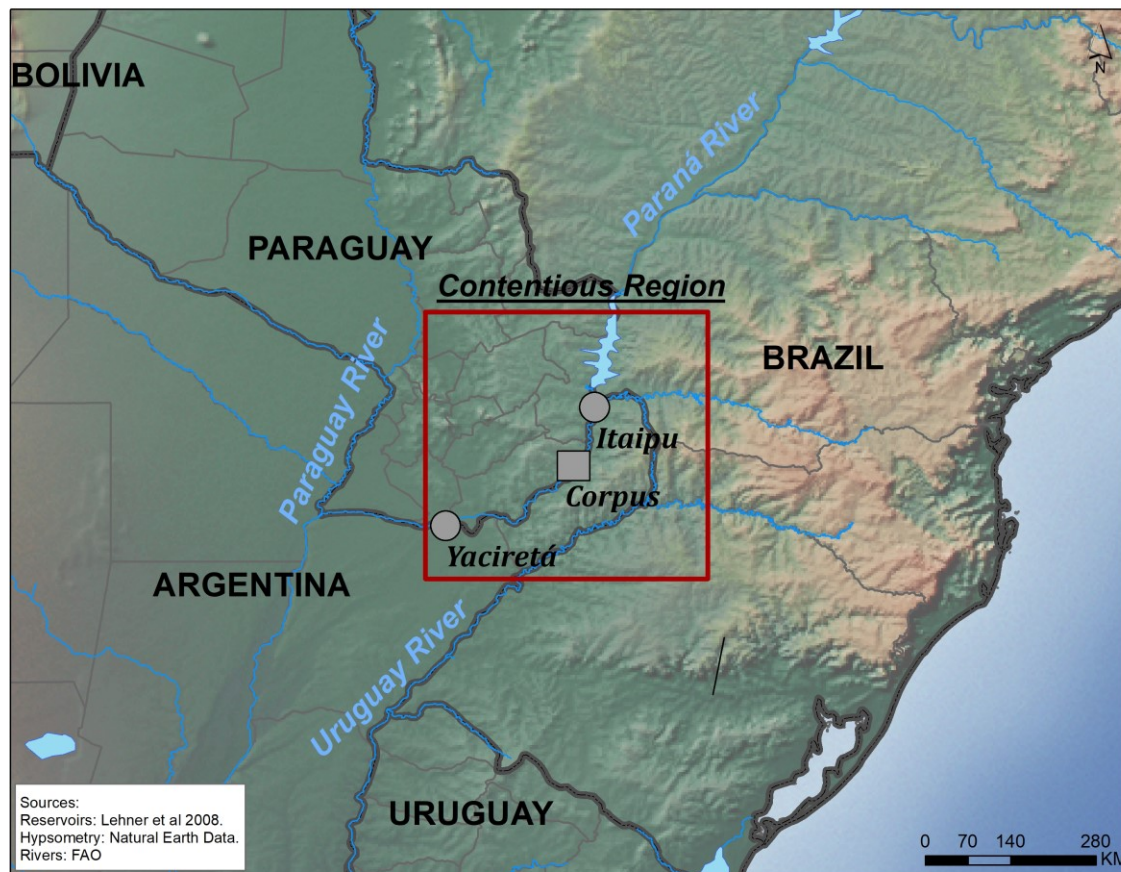 BOLIVIA
N
Paraná River
PARAGUAY
Contentious Region
BRAZIL
Paraguay River
Itaipu
Corpus
Yaciretá
ARGENTINA
Uruguay River
URUGUAY
Sources:
Reservoirs: Lehner et al 2008.
Hypsometry: Natural Earth Data.
Rivers: FAO
0 70 140 280
KM